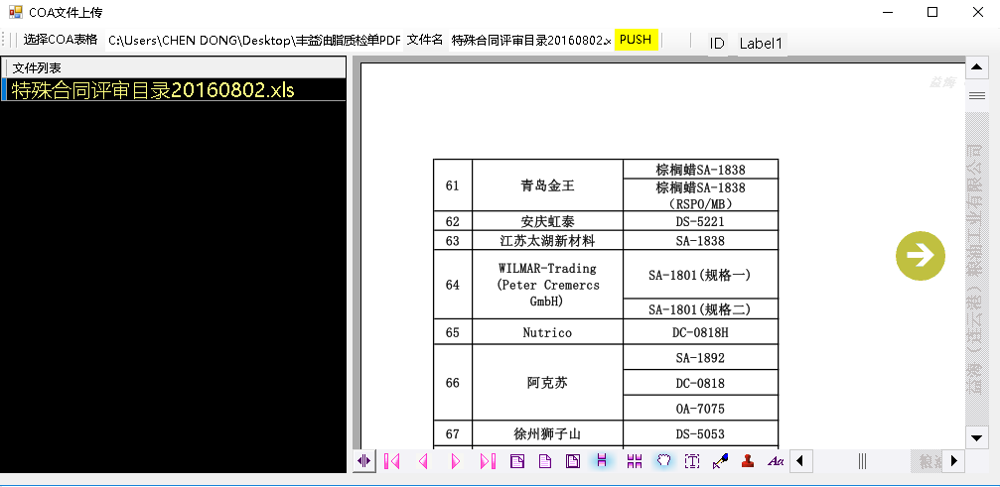 COA文件上传
选择COA表格 C:\Users\CHEN DONG\Desktop\丰益油脂质检单PDF 文件名 特殊合同评审目录20160802.x PUSH ID Label1
文件列表
特殊合同评审目录20160802.xls
益海
61 青岛金王 棕榈蜡SA-1838
棕榈蜡SA-1838
(RSPO/MB)
62 安庆虹泰 DS-5221
63 江苏太湖新材料 SA-1838
64 WILMAR-Trading
(Peter Cremercs
GmbH)
SA-1801(规格一)
SA-1801(规格二)
65 Nutrico DC-0818H
66 阿克苏 SA-1892
DC-0818
OA-7075
67 徐州狮子山 DS-5053
益海(连云港)粮油工业有限公司
粮油